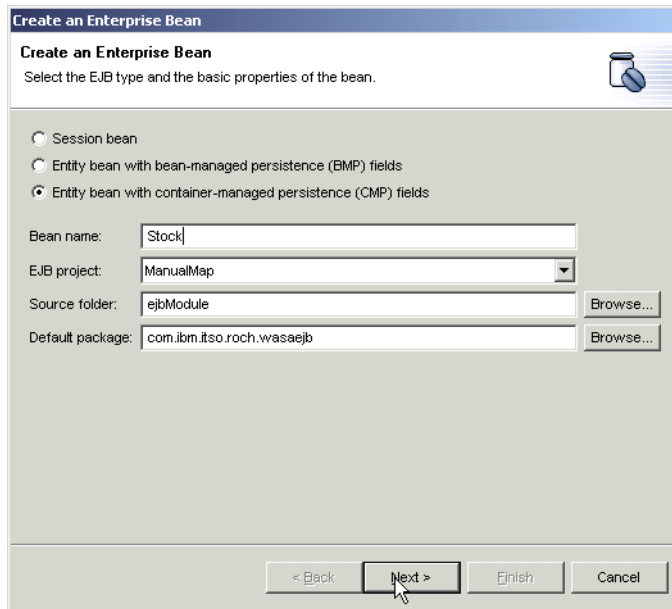 Create an Enterprise Bean
Create an Enterprise Bean
Select the EJB type and the basic properties of the bean.
Session bean
Entity bean with bean-managed persistence (BMP) fields
Entity bean with container-managed persistence (CMP) fields
Bean name: Stock
EJB project: ManualMap
Source folder: ejbModule Browse...
Default package: com.ibm.itso.roch.wasaejb Browse...
< Back Next > Finish Cancel